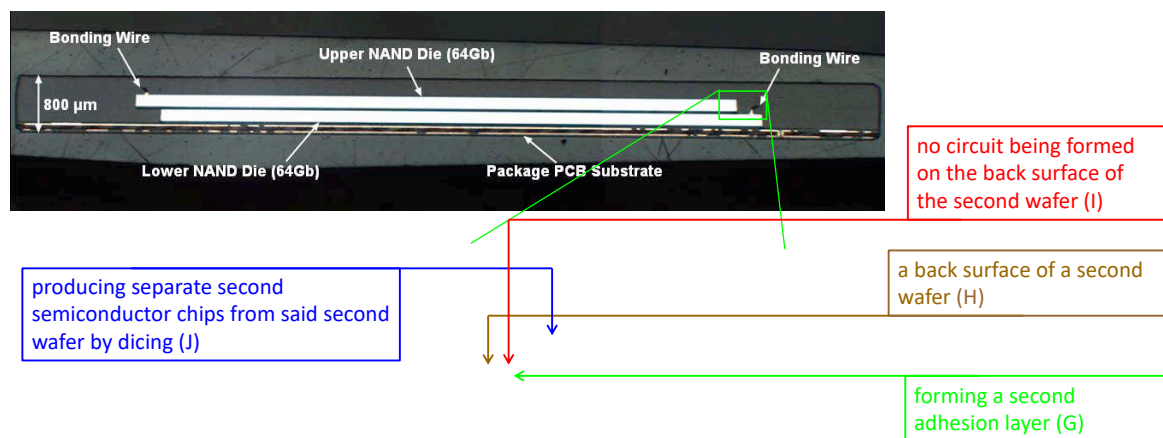 Bonding Wire
Upper NAND Die (64Gb)
Bonding Wire
800 µm
Lower NAND Die (64Gb)
Package PCB Substrate
no circuit being formed
on the back surface of
the second wafer (I)
a back surface of a second
wafer (H)
producing separate second
semiconductor chips from said second
wafer by dicing (J)
forming a second
adhesion layer (G)